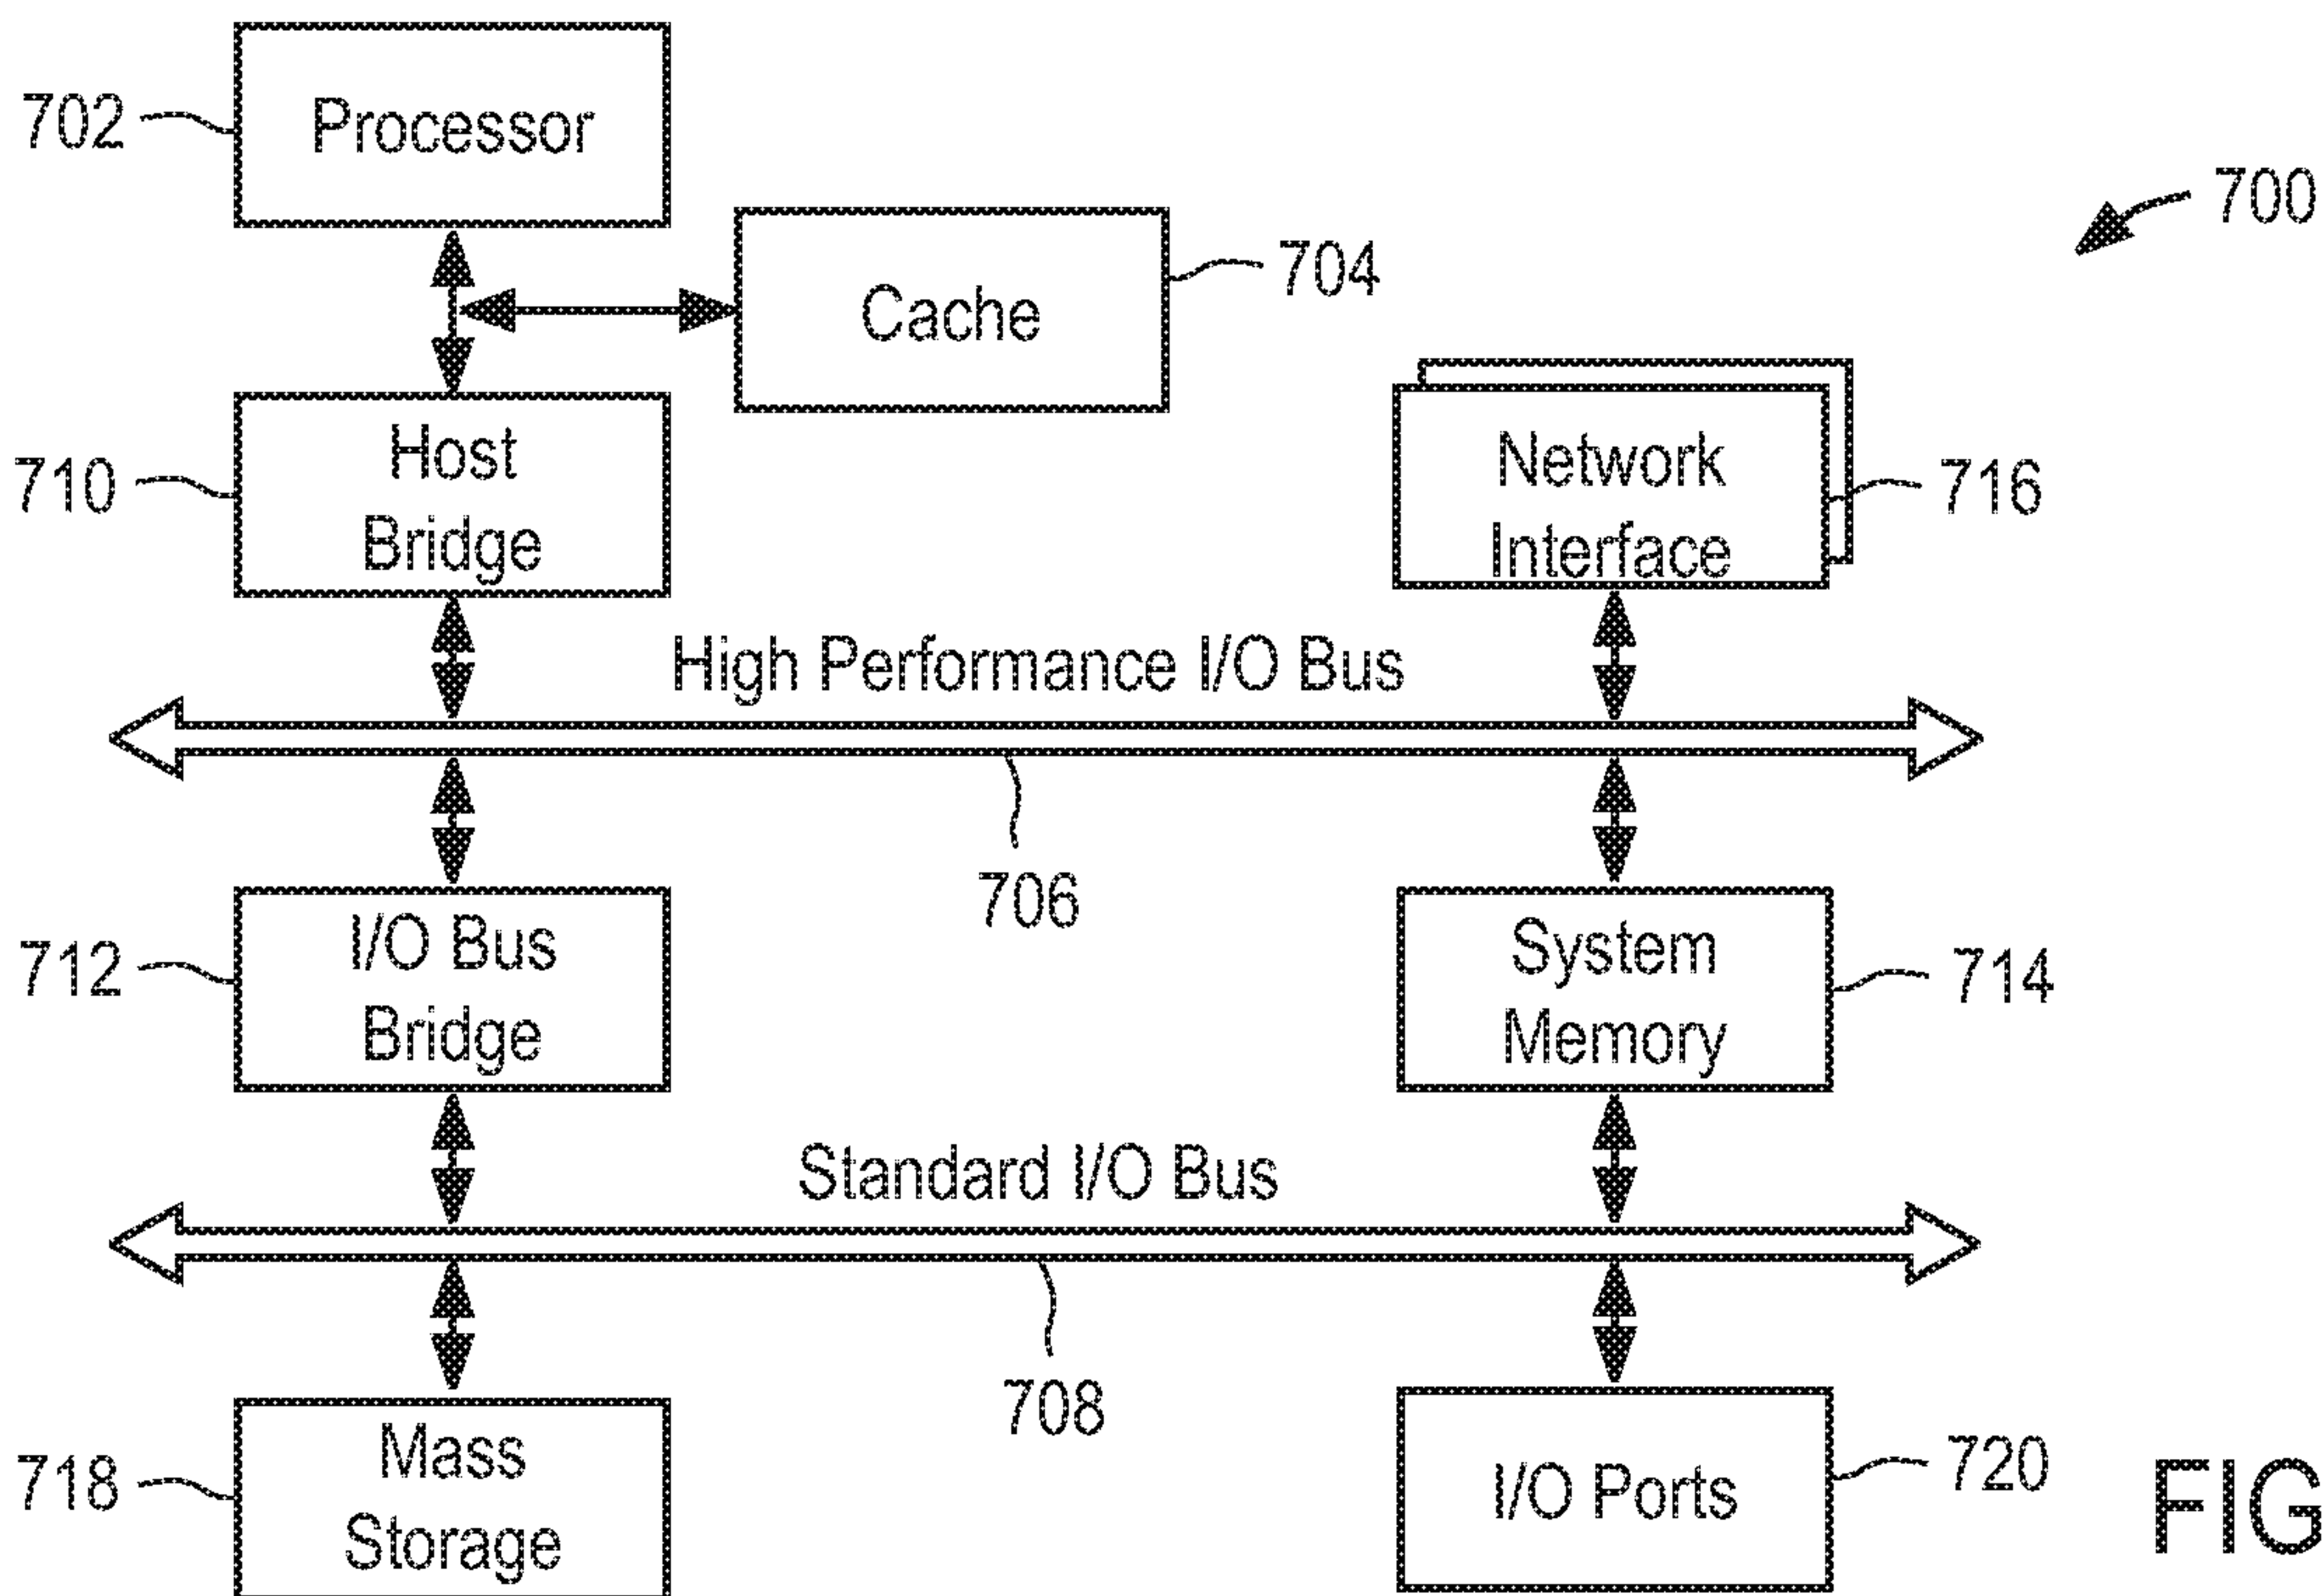 702
Processor
700
704
Cache
710
Host
Bridge
Network
Interface
716
High Performance I/O Bus
706
712
I/O Bus
Bridge
System
Memory
714
Standard I/O Bus
708
718
Mass
Storage
I/O Ports
720
FIG